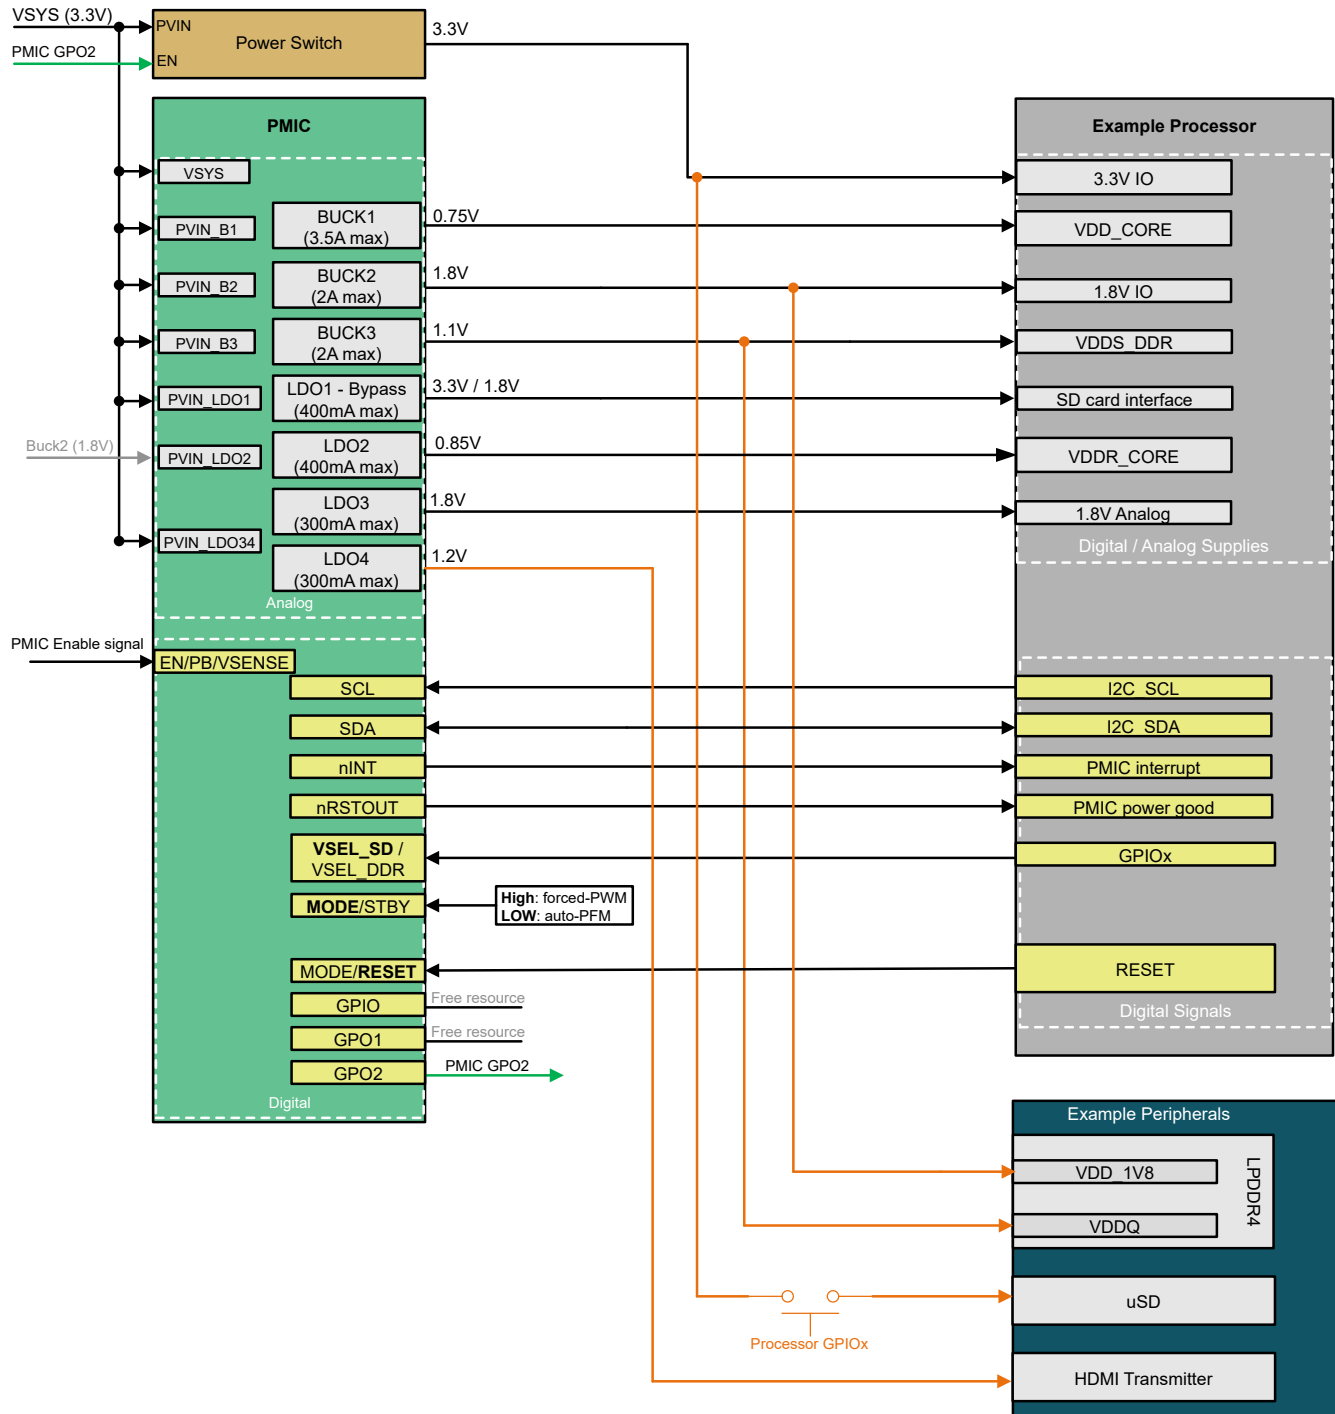 VSYS (3.3V)
PVIN
Power Switch
3.3V
PMIC GPO2
EN
PMIC
Example Processor
VSYS
3.3V IO
PVIN_B1
BUCK1
(3.5A max)
0.75V
VDD_CORE
PVIN_B2
BUCK2
(2A max)
1.8V
1.8V IO
PVIN_B3
BUCK3
(2A max)
1.1V
VDDS_DDR
PVIN_LDO1
LDO1 - Bypass
(400mA max)
3.3V / 1.8V
SD card interface
Buck2 (1.8V)
PVIN_LDO2
LDO2
(400mA max)
0.85V
VDDR_CORE
LDO3
(300mA max)
1.8V
1.8V Analog
PVIN_LDO34
LDO4
(300mA max)
1.2V
Digital / Analog Supplies
Analog
PMIC Enable signal
EN/PB/VSENSE
SCL
I2C_SCL
SDA
I2C_SDA
nINT
PMIC interrupt
nRSTOUT
PMIC power good
VSEL_SD /
VSEL_DDR
GPIOx
MODE/STBY
High: forced-PWM
LOW: auto-PFM
MODE/RESET
RESET
GPIO
Free resource
Digital Signals
GPO1
Free resource
GPO2
PMIC GPO2
Digital
Example Peripherals
VDD_1V8
VDDQ
LPDDR4
uSD
Processor GPIOx
HDMI Transmitter